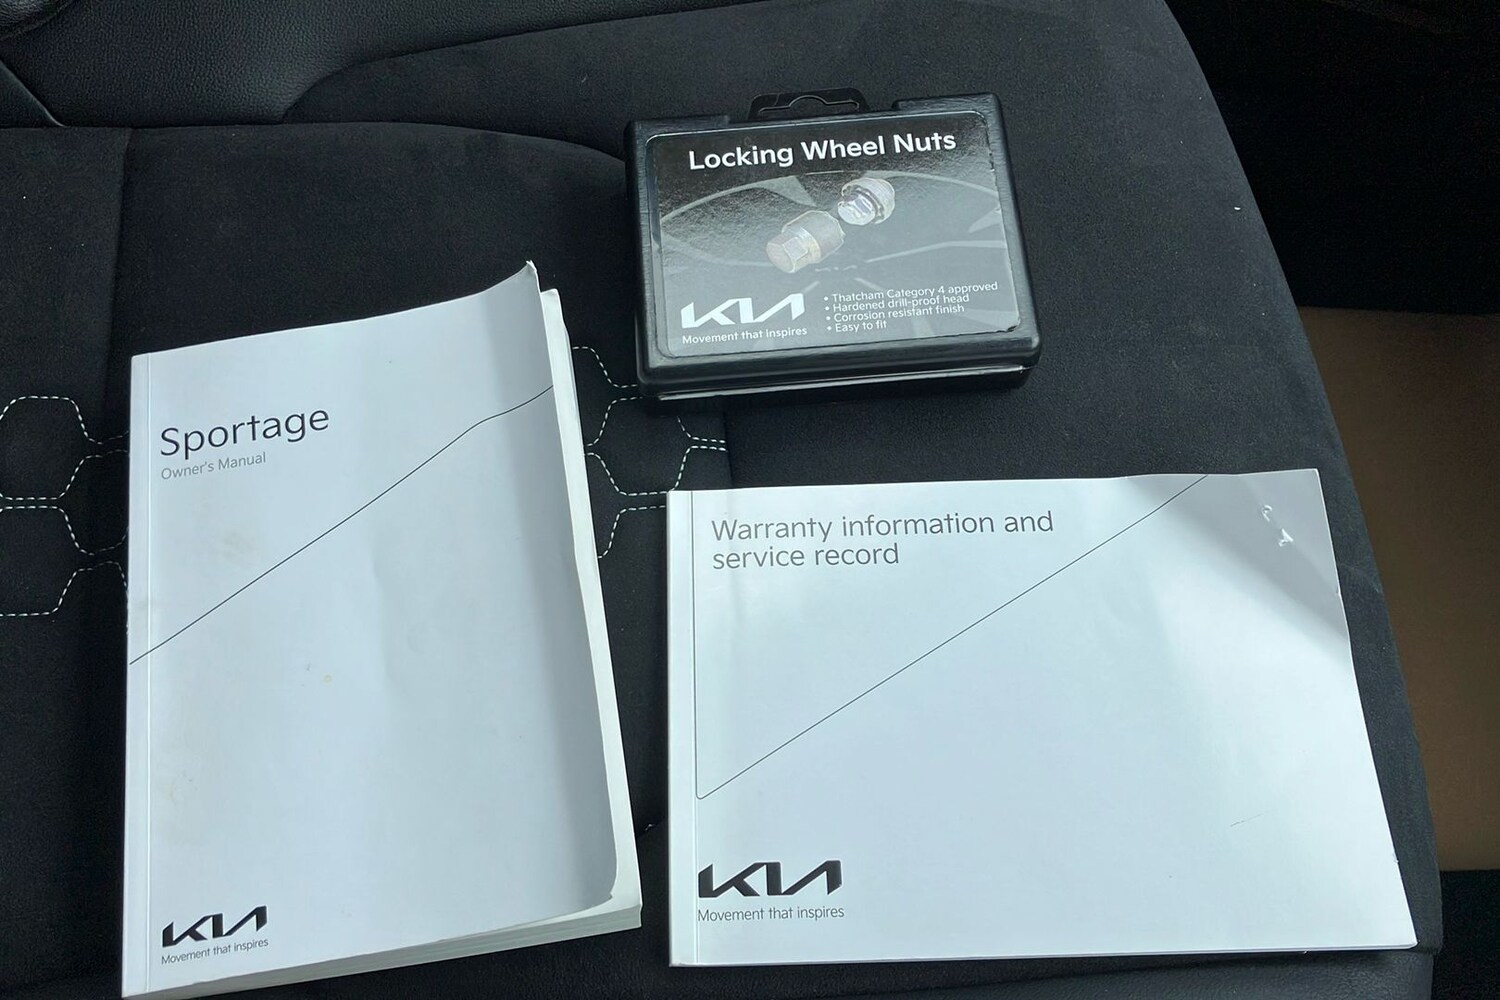 Locking Wheel Nuts
KIA
Movement that inspires
• Thatcham Category 4 approved
• Hardened drill-proof head
• Corrosion resistant finish
• Easy to fit
Sportage
Owner's Manual
KIA
Movement that inspires
Warranty information and
service record
KIA
Movement that inspires